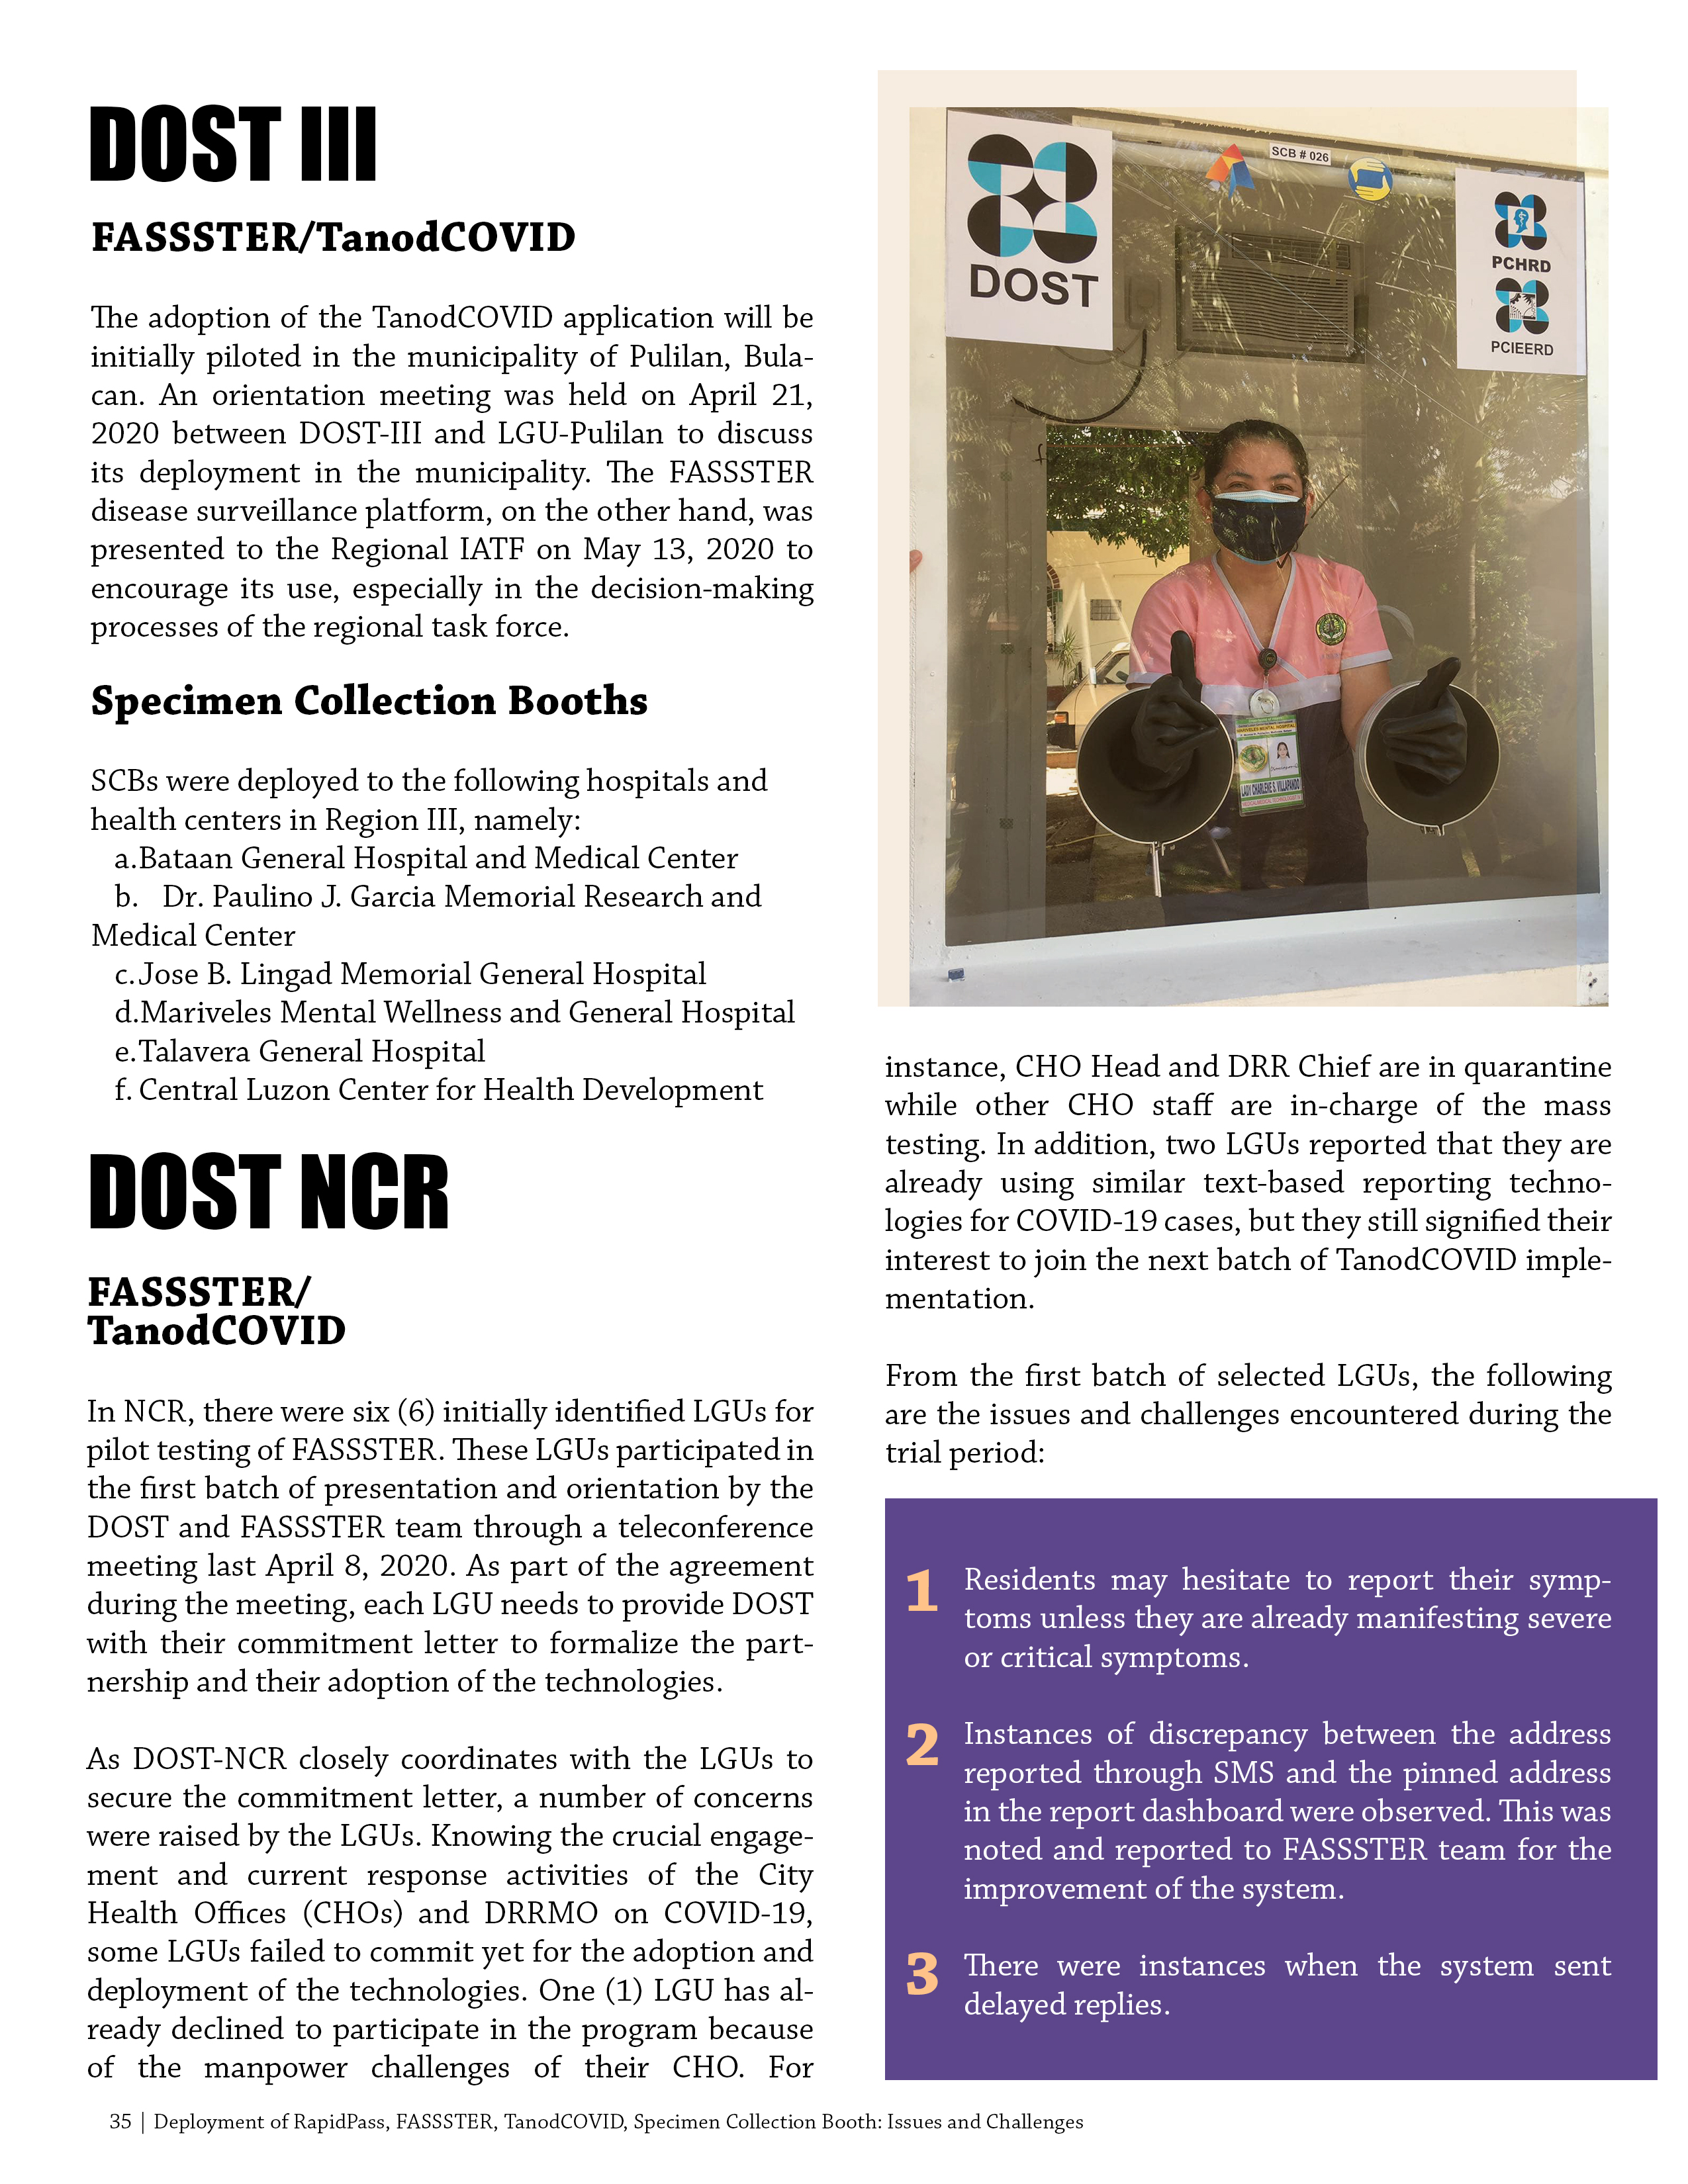 DOST III
FASSSTER/TanodCOVID
The adoption of the TanodCOVID application will be
initially piloted in the municipality of Pulilan, Bula-
can. An orientation meeting was held on April 21,
2020 between DOST-III and LGU-Pulilan to discuss
its deployment in the municipality. The FASSSTER
disease surveillance platform, on the other hand, was
presented to the Regional IATF on May 13, 2020 to
encourage its use, especially in the decision-making
processes of the regional task force.
Specimen Collection Booths
SCBs were deployed to the following hospitals and
health centers in Region III, namely:
a.Bataan General Hospital and Medical Center
b. Dr. Paulino J. Garcia Memorial Research and
Medical Center
c.Jose B. Lingad Memorial General Hospital
d.Mariveles Mental Wellness and General Hospital
e.Talavera General Hospital
f. Central Luzon Center for Health Development
DOST NCR
FASSSTER/
TanodCOVID
In NCR, there were six (6) initially identified LGUs for
pilot testing of FASSSTER. These LGUs participated in
the first batch of presentation and orientation by the
DOST and FASSSTER team through a teleconference
meeting last April 8, 2020. As part of the agreement
during the meeting, each LGU needs to provide DOST
with their commitment letter to formalize the part-
nership and their adoption of the technologies.
As DOST-NCR closely coordinates with the LGUs to
secure the commitment letter, a number of concerns
were raised by the LGUs. Knowing the crucial engage-
ment and current response activities of the City
Health Offices (CHOs) and DRRMO on COVID-19,
some LGUs failed to commit yet for the adoption and
deployment of the technologies. One (1) LGU has al-
ready declined to participate in the program because
of the manpower challenges of their CHO. For
DOST
SCB # 026
PCHRD
PCIEERD
MARIVELES MENTAL HOSPITAL
LADY CHARLENE S. VILLAPANDO
instance, CHO Head and DRR Chief are in quarantine
while other CHO staff are in-charge of the mass
testing. In addition, two LGUs reported that they are
already using similar text-based reporting techno-
logies for COVID-19 cases, but they still signified their
interest to join the next batch of TanodCOVID imple-
mentation.
From the first batch of selected LGUs, the following
are the issues and challenges encountered during the
trial period:
1 Residents may hesitate to report their symp-
toms unless they are already manifesting severe
or critical symptoms.
2 Instances of discrepancy between the address
reported through SMS and the pinned address
in the report dashboard were observed. This was
noted and reported to FASSSTER team for the
improvement of the system.
3 There were instances when the system sent
delayed replies.
35 | Deployment of RapidPass, FASSSTER, TanodCOVID, Specimen Collection Booth: Issues and Challenges